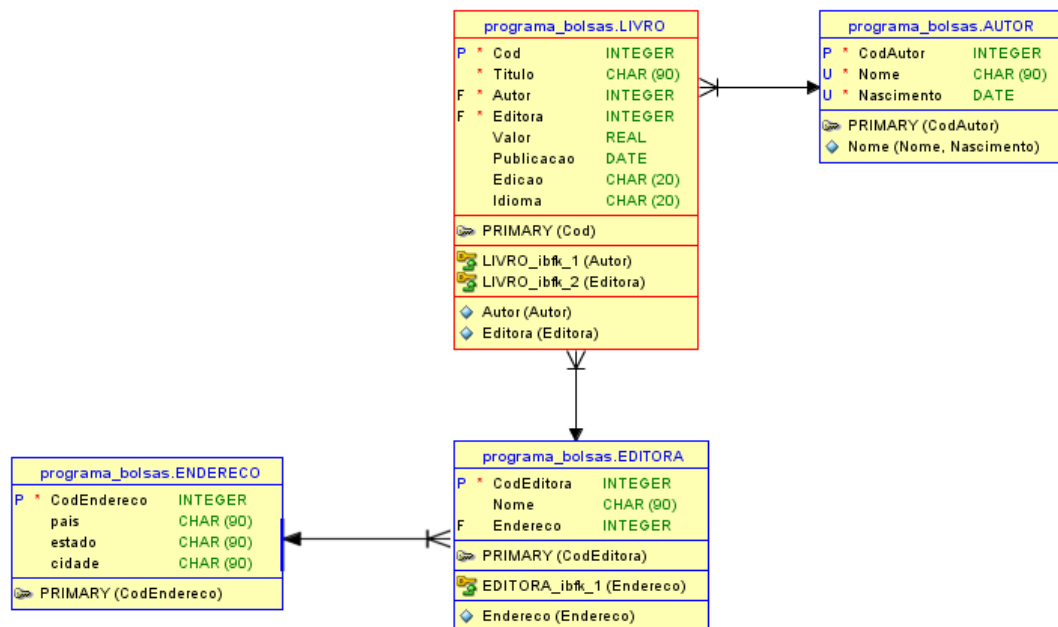 programa_bolsas.LIVRO
P * Cod INTEGER
* Titulo CHAR (90)
F * Autor INTEGER
F * Editora INTEGER
Valor REAL
Publicacao DATE
Edicao CHAR (20)
Idioma CHAR (20)
PRIMARY (Cod)
LIVRO_ibfk_1 (Autor)
LIVRO_ibfk_2 (Editora)
Autor (Autor)
Editora (Editora)
programa_bolsas.AUTOR
P * CodAutor INTEGER
U * Nome CHAR (90)
U * Nascimento DATE
PRIMARY (CodAutor)
Nome (Nome, Nascimento)
programa_bolsas.ENDERECO
P * CodEndereco INTEGER
pais CHAR (90)
estado CHAR (90)
cidade CHAR (90)
PRIMARY (CodEndereco)
programa_bolsas.EDITORA
P * CodEditora INTEGER
Nome CHAR (90)
F Endereco INTEGER
PRIMARY (CodEditora)
EDITORA_ibfk_1 (Endereco)
Endereco (Endereco)